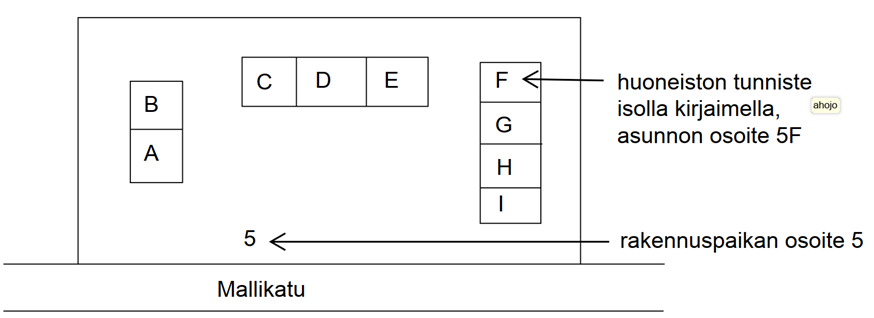 C D E
F
B
G
A
H
I
huoneiston tunniste
isolla kirjaimella,
asunnon osoite 5F
ahojo
5
rakennuspaikan osoite 5
Mallikatu